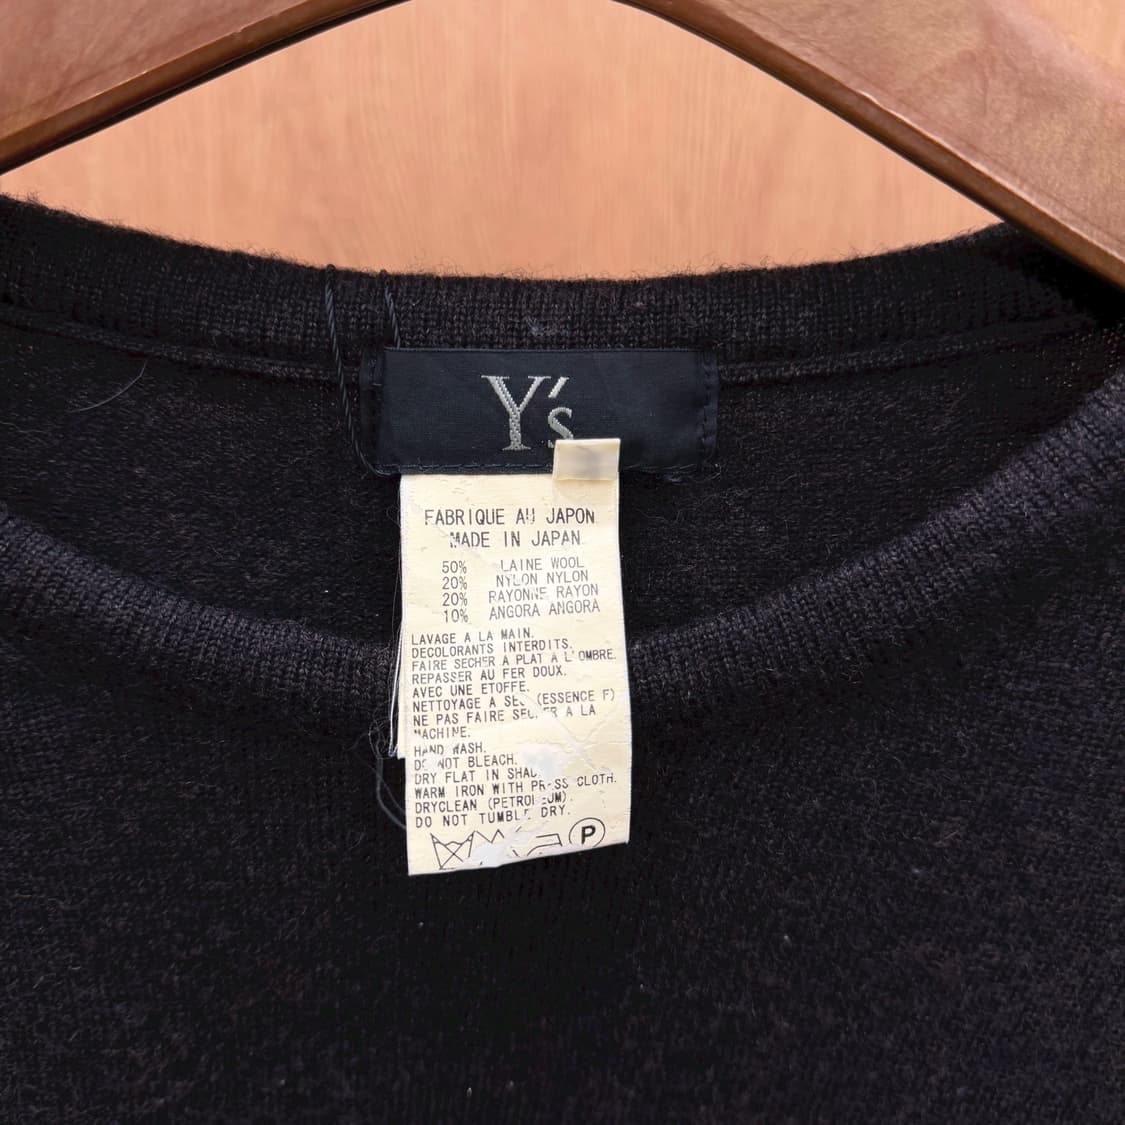 Y's
FABRIQUE AU JAPON
MADE IN JAPAN
50% LAINE WOOL
20% NYLON NYLON
20% RAYONNE RAYON
10% ANGORA ANGORA
LAVAGE A LA MAIN.
DECOLORANTS INTERDITS.
FAIRE SECHER A PLAT A L'OMBRE.
REPASSER AU FER DOUX.
AVEC UNE ETOFFE.
NETTOYAGE A SEC (ESSENCE F)
NE PAS FAIRE SECHER A LA
MACHINE.
HAND WASH.
DO NOT BLEACH.
DRY FLAT IN
WARM IRON WITH PRESS CLOTH.
DRYCLEAN (PETROLEUM).
DO NOT TUMBLE DRY.
P